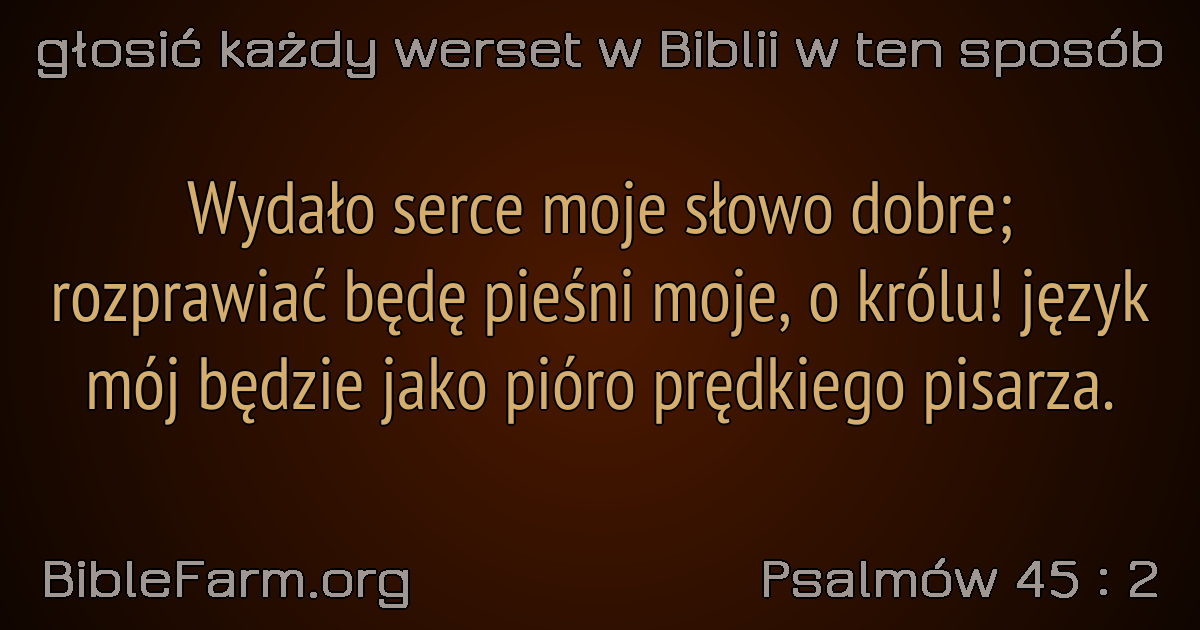 głosić każdy werset w Biblii w ten sposób
Wydało serce moje słowo dobre;
rozprawiać będę pieśni moje, o królu! język
mój będzie jako pióro prędkiego pisarza.
BibleFarm.org
Psalmów 45 : 2